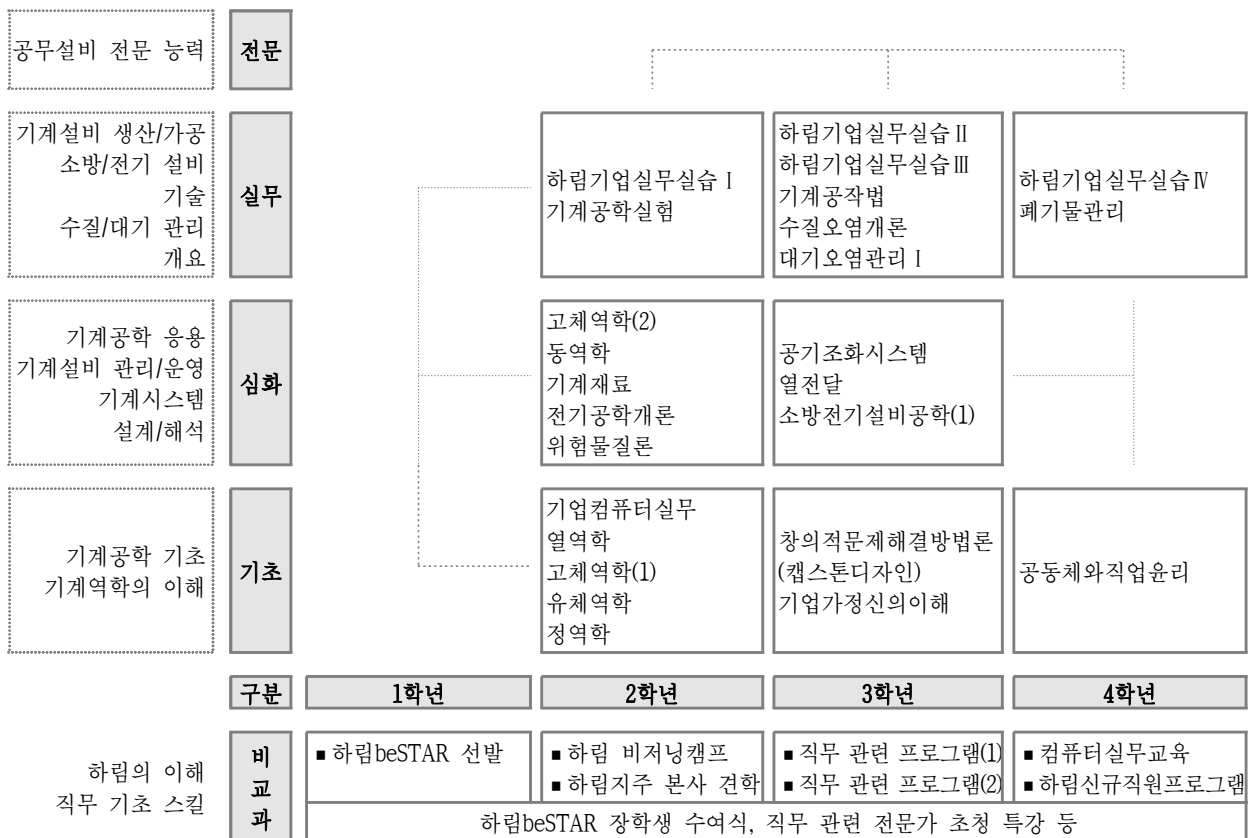 공무설비 전문 능력
전문
기계설비 생산/가공
소방/전기 설비
기술
수질/대기 관리
개요
실무
하림기업실무실습Ⅰ
기계공학실험
하림기업실무실습Ⅱ
하림기업실무실습Ⅲ
기계공작법
수질오염개론
대기오염관리Ⅰ
하림기업실무실습Ⅳ
폐기물관리
기계공학 응용
기계설비 관리/운영
기계시스템
설계/해석
심화
고체역학(2)
동역학
기계재료
전기공학개론
위험물질론
공기조화시스템
열전달
소방전기설비공학(1)
기계공학 기초
기계역학의 이해
기초
기업컴퓨터실무
열역학
고체역학(1)
유체역학
정역학
창의적문제해결방법론
(캡스톤디자인)
기업가정신의이해
공동체와직업윤리
구분
1학년
2학년
3학년
4학년
하림의 이해
직무 기초 스킬
비
교
과
▪하림beSTAR 선발
▪하림 비저닝캠프
▪하림지주 본사 견학
▪직무 관련 프로그램(1)
▪직무 관련 프로그램(2)
▪컴퓨터실무교육
▪하림신규직원프로그램
하림beSTAR 장학생 수여식, 직무 관련 전문가 초청 특강 등